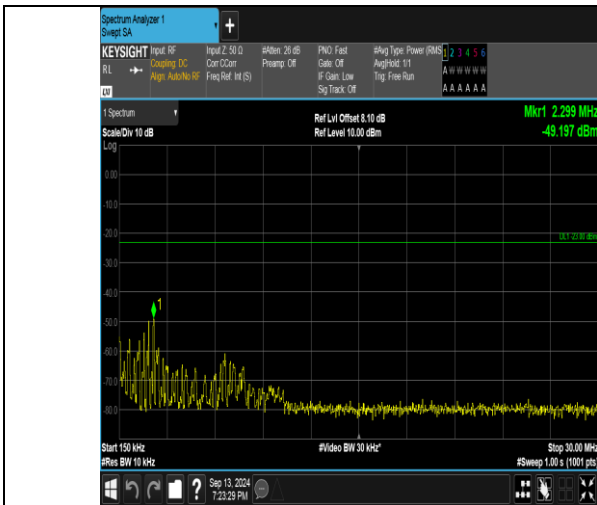 Spectrum Analyzer 1
Swept SA
+
KEYSIGHT Input: RF Input Z: 50 Ω #Atten: 26 dB PNO: Fast #Avg Type: Power (RMS 1 2 3 4 5 6
RL Coupling: DC Corr CCorr Preamp: Off Gate: Off Avg|Hold: 1/1 A W W W W W
Align: Auto/No RF Freq Ref: Int (S) IF Gain: Low Trig: Free Run
LXI Sig Track: Off A A A A A A
1 Spectrum Ref Lvl Offset 8.10 dB Mkr1 2.299 MHz
Scale/Div 10 dB Ref Level 10.00 dBm -49.197 dBm
Log
0.00
-10.0
-20.0
DL1 -23.00 dBm
-30.0
-40.0
1
-50.0
-60.0
-70.0
-80.0
Start 150 kHz #Video BW 30 kHz* Stop 30.00 MHz
#Res BW 10 kHz #Sweep 1.00 s (1001 pts)
? Sep 13, 2024
7:23:29 PM